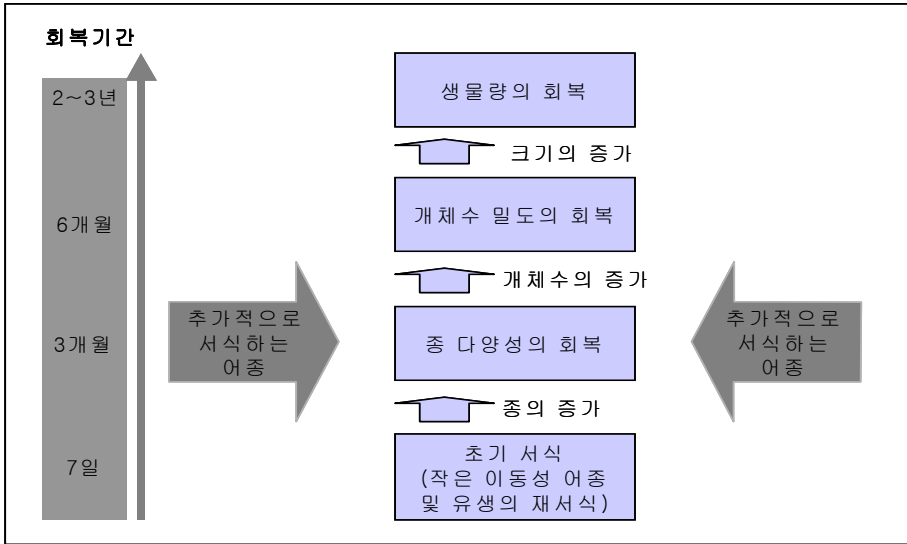 회복기간
2~3년
생물량의 회복
크기의 증가
6개월
개체수 밀도의 회복
개체수의 증가
추가적으로
서식하는
어종
3개월
종 다양성의 회복
추가적으로
서식하는
어종
종의 증가
7일
초기 서식
(작은 이동성 어종
및 유생의 재서식)